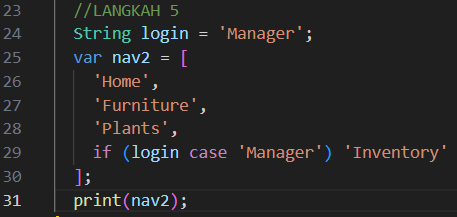 23 //LANGKAH 5
24 String login = 'Manager';
25 var nav2 = [
26 'Home',
27 'Furniture',
28 'Plants',
29 if (login case 'Manager') 'Inventory'
30 ];
31 print(nav2);